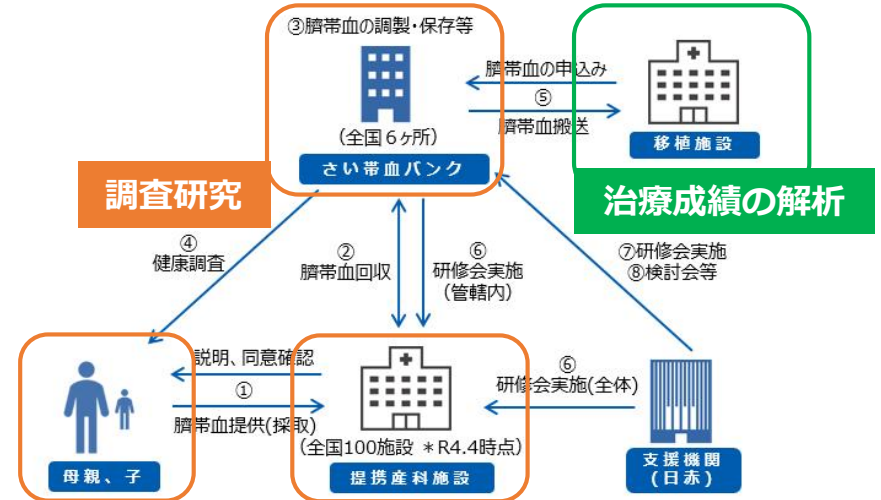 ③臍帯血の調製・保存等
(全国6ヶ所)
さい帯血バンク
臍帯血の申込み
⑤
臍帯血搬送
移植施設
調査研究
治療成績の解析
④
健康調査
②
臍帯血回収
⑥
研修会実施
(管轄内)
⑦研修会実施
⑧検討会等
説明、同意確認
①
臍帯血提供(採取)
母親、子
(全国100施設 *R4.4時点)
提携産科施設
⑥
研修会実施(全体)
支援機関
(日赤)